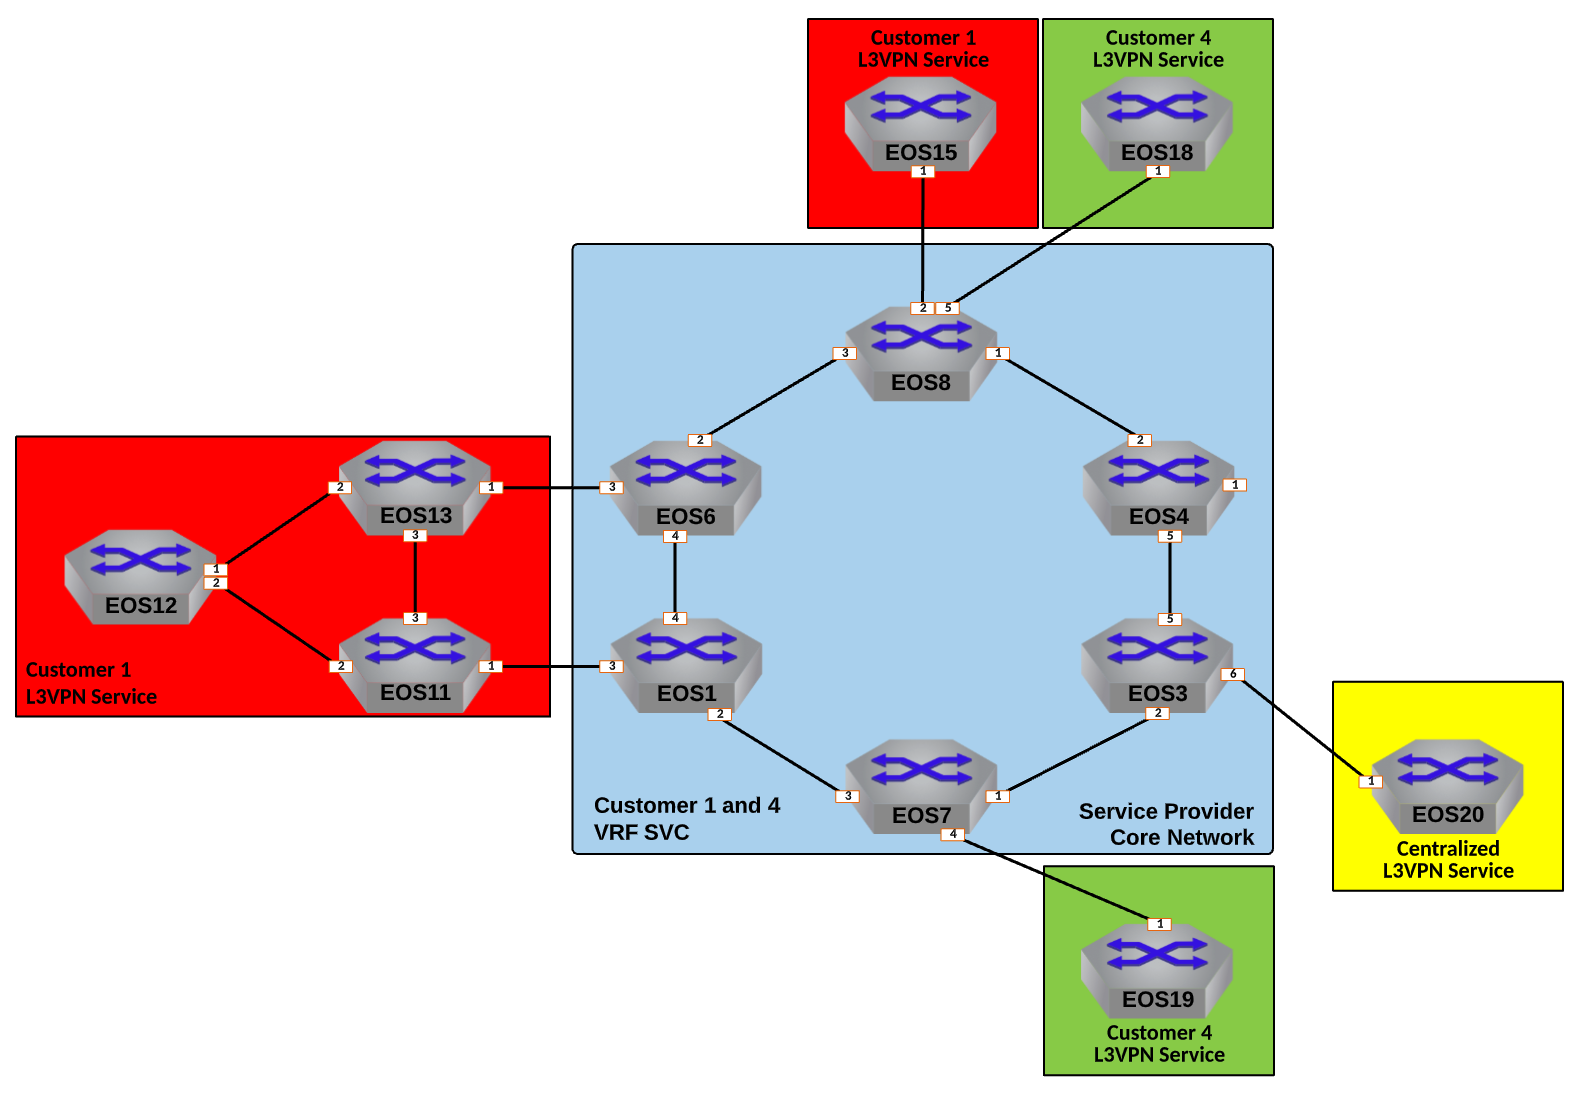 Customer 1
L3VPN Service
EOS15
1
Customer 4
L3VPN Service
EOS18
1
2
5
3
1
EOS8
2
3
EOS6
4
2
1
EOS4
5
2
1
EOS13
3
1
2
EOS12
3
2
1
EOS11
Customer 1
L3VPN Service
4
3
EOS1
2
5
6
EOS3
2
3
1
EOS7
4
Customer 1 and 4
VRF SVC
Service Provider
Core Network
1
EOS20
Centralized
L3VPN Service
1
EOS19
Customer 4
L3VPN Service